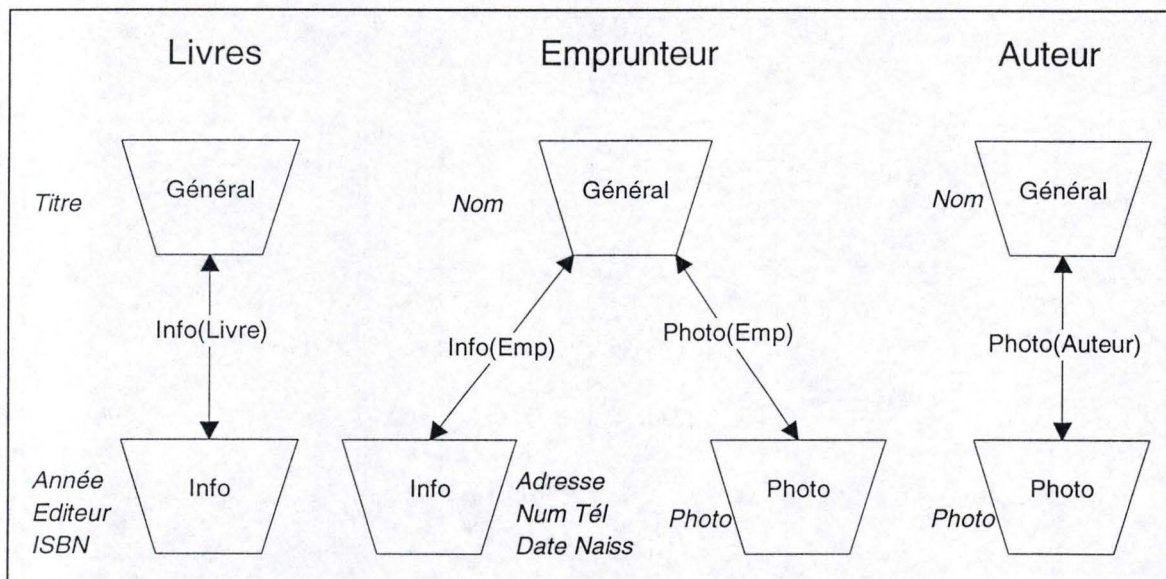 Livres
Emprunteur
Auteur
Titre
Général
Nom
Général
Nom
Général
Info(Livre)
Info(Emp)
Photo(Emp)
Photo(Auteur)
Année
Editeur
ISBN
Info
Info
Adresse
Num Tél
Date Naiss
Photo
Photo
Photo
Photo